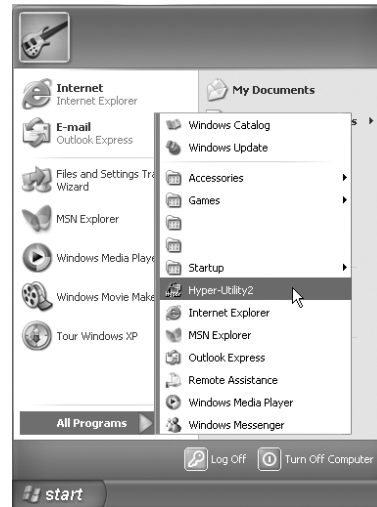 Internet
Internet Explorer
E-mail
Outlook Express
Files and Settings Tra
Wizard
MSN Explorer
Windows Media Playe
Windows Movie Make
Tour Windows XP
All Programs
My Documents
s
Windows Catalog
Windows Update
Accessories
Games
Startup
Hyper-Utility2
Internet Explorer
MSN Explorer
Outlook Express
Remote Assistance
Windows Media Player
Windows Messenger
Log Off
Turn Off Computer
start